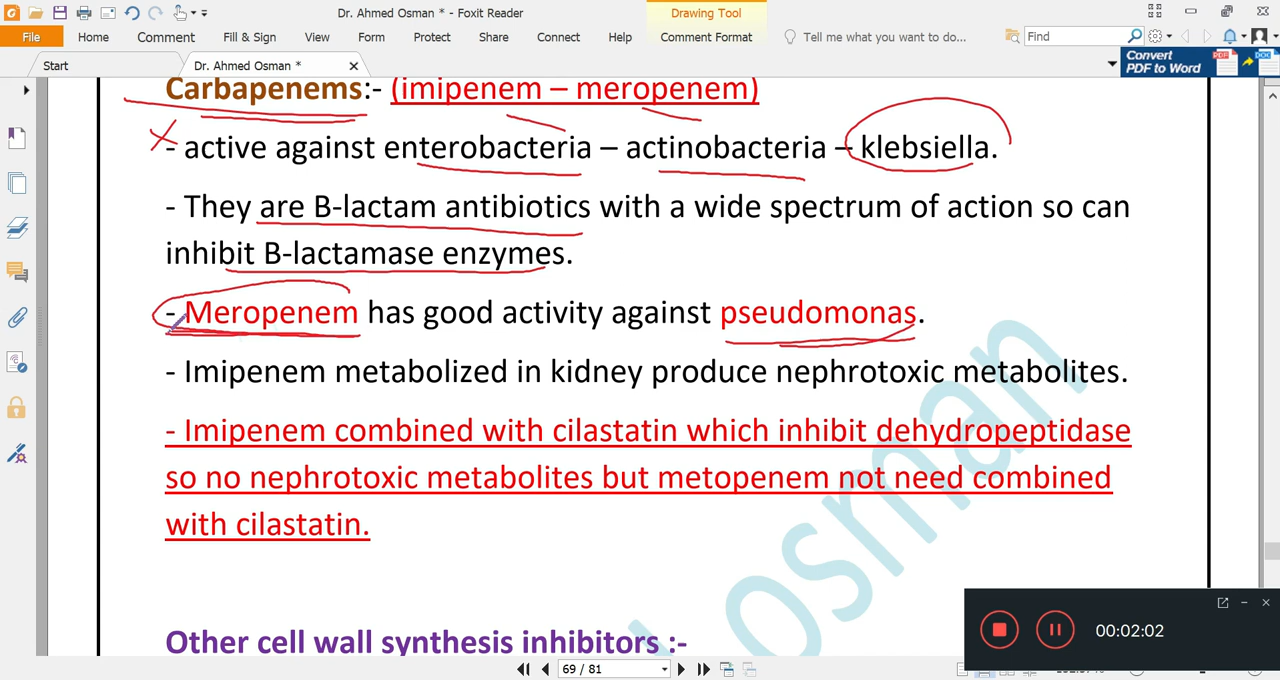 Dr. Ahmed Osman * - Foxit Reader
Drawing Tool
File Home Comment Fill & Sign View Form Protect Share Connect Help Comment Format Tell me what you want to do... Find
Start Dr. Ahmed Osman *
Convert
PDF to Word
Carbapenems:- (imipenem – meropenem)
- active against enterobacteria – actinobacteria – klebsiella.
- They are B-lactam antibiotics with a wide spectrum of action so can
inhibit B-lactamase enzymes.
- Meropenem has good activity against pseudomonas.
- Imipenem metabolized in kidney produce nephrotoxic metabolites.
- Imipenem combined with cilastatin which inhibit dehydropeptidase
so no nephrotoxic metabolites but metopenem not need combined
with cilastatin.
Other cell wall synthesis inhibitors :-
osman
00:02:02
69 / 81